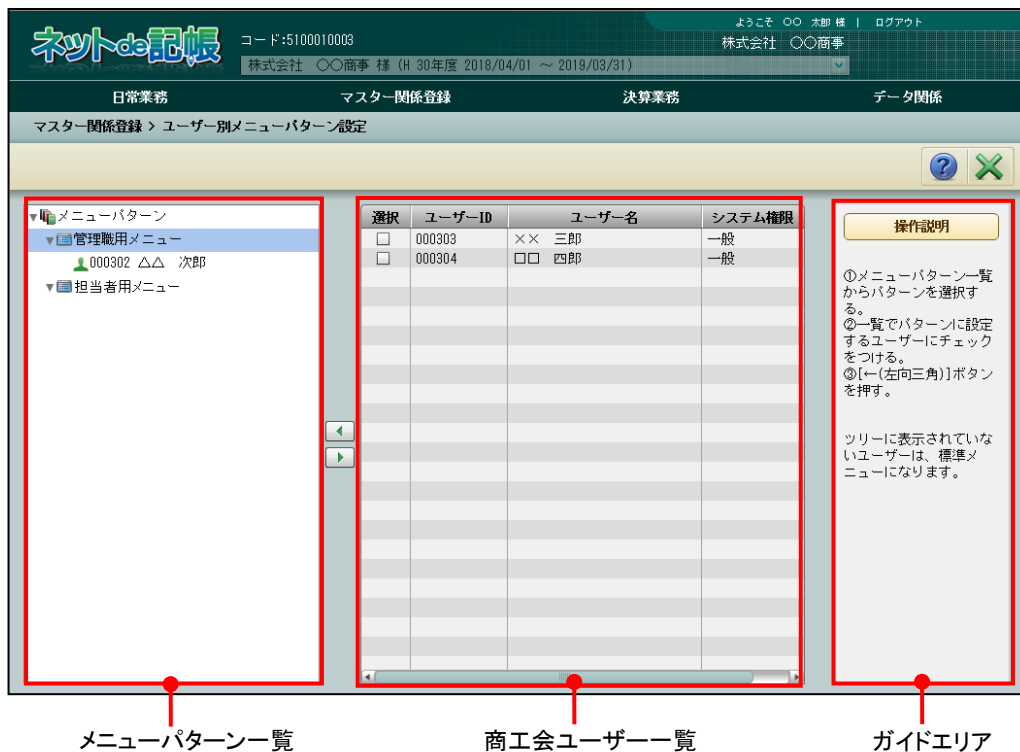 ようこそ ○○ 太郎 様 | ログアウト
ネットde記帳
コード:5100010003
株式会社 ○○商事
株式会社 ○○商事 様 (H 30年度 2018/04/01 ～ 2019/03/31)
日常業務 マスター関係登録 決算業務 データ関係
マスター関係登録 > ユーザー別メニューパターン設定
メニューパターン
管理職用メニュー
000302 △△ 次郎
担当者用メニュー
選択 ユーザーID ユーザー名 システム権限
000303 ×× 三郎 一般
000304 □□ 四郎 一般
操作説明
①メニューパターン一覧
からパターンを選択す
る。
②一覧でパターンに設定
するユーザーにチェック
をつける。
③[←(左向三角)]ボタン
を押す。
ツリーに表示されていな
いユーザーは、標準メ
ニューになります。
メニューパターン一覧 商工会ユーザー一覧 ガイドエリア